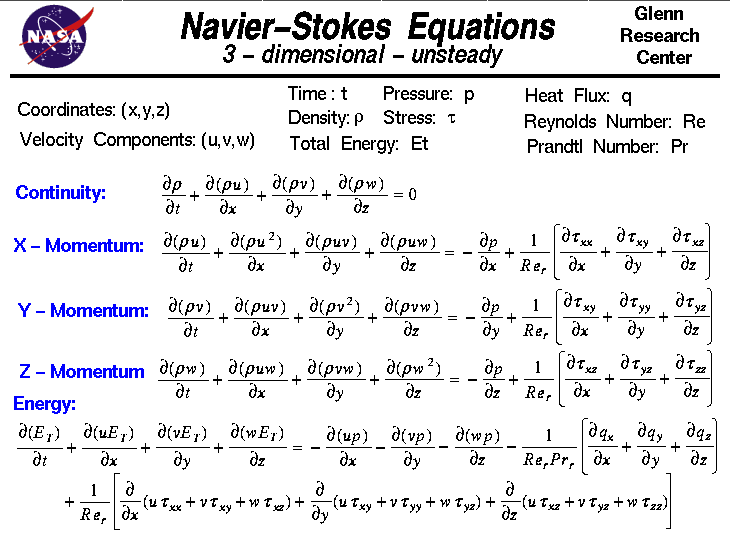 NASA
Navier–Stokes Equations
3 – dimensional – unsteady
Glenn
Research
Center
Coordinates: (x,y,z)
Velocity Components: (u,v,w)
Time : t Pressure: p
Density: ρ Stress: τ
Total Energy: Et
Heat Flux: q
Reynolds Number: Re
Prandtl Number: Pr
Continuity: ∂ρ/∂t + ∂(ρu)/∂x + ∂(ρv)/∂y + ∂(ρw)/∂z = 0
X – Momentum: ∂(ρu)/∂t + ∂(ρu²)/∂x + ∂(ρuv)/∂y + ∂(ρuw)/∂z = – ∂p/∂x + 1/Re_r [∂τ_xx/∂x + ∂τ_xy/∂y + ∂τ_xz/∂z]
Y – Momentum: ∂(ρv)/∂t + ∂(ρuv)/∂x + ∂(ρv²)/∂y + ∂(ρvw)/∂z = – ∂p/∂y + 1/Re_r [∂τ_xy/∂x + ∂τ_yy/∂y + ∂τ_yz/∂z]
Z – Momentum ∂(ρw)/∂t + ∂(ρuw)/∂x + ∂(ρvw)/∂y + ∂(ρw²)/∂z = – ∂p/∂z + 1/Re_r [∂τ_xz/∂x + ∂τ_yz/∂y + ∂τ_zz/∂z]
Energy:
∂(E_T)/∂t + ∂(uE_T)/∂x + ∂(vE_T)/∂y + ∂(wE_T)/∂z = – ∂(up)/∂x – ∂(vp)/∂y – ∂(wp)/∂z – 1/(Re_r Pr_r) [∂q_x/∂x + ∂q_y/∂y + ∂q_z/∂z]
+ 1/Re_r [∂/∂x (u τ_xx + v τ_xy + w τ_xz) + ∂/∂y (u τ_xy + v τ_yy + w τ_yz) + ∂/∂z (u τ_xz + v τ_yz + w τ_zz)]